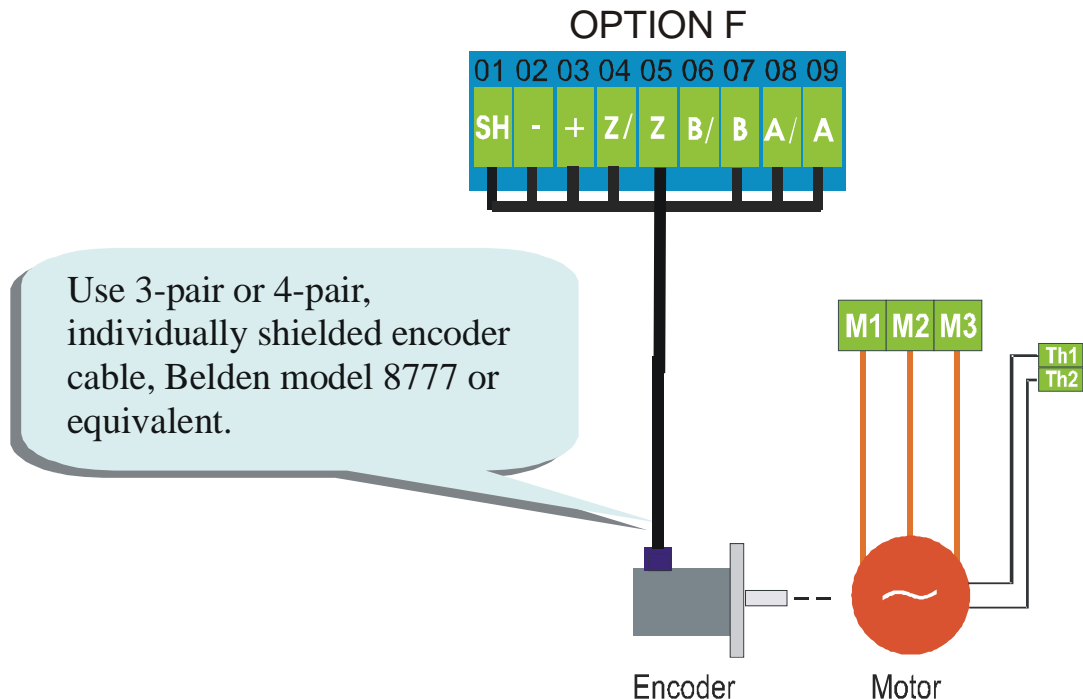 OPTION F
01 02 03 04 05 06 07 08 09
SH - + Z/ Z B/ B A/ A
Use 3-pair or 4-pair,
individually shielded encoder
cable, Belden model 8777 or
equivalent.
M1 M2 M3
Th1
Th2
Encoder
Motor